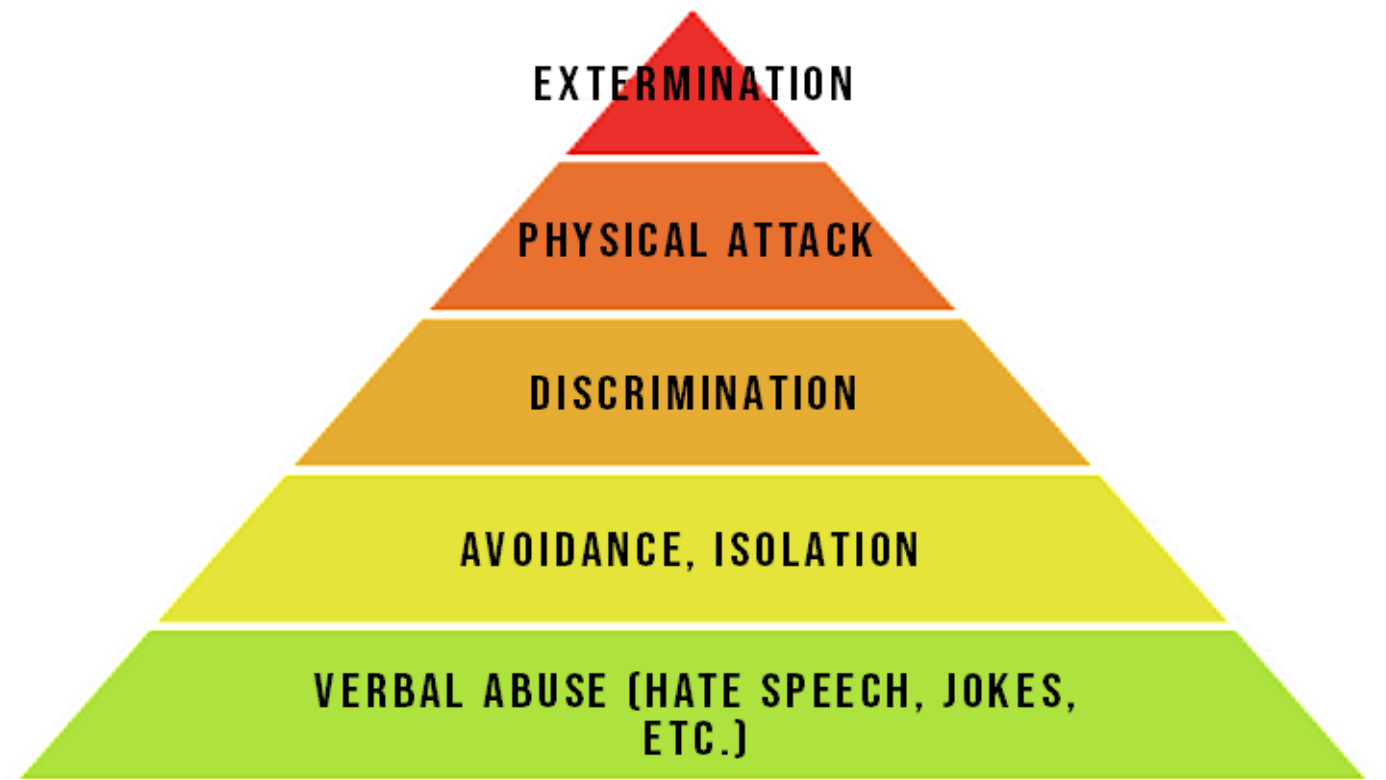 EXTERMINATION
PHYSICAL ATTACK
DISCRIMINATION
AVOIDANCE, ISOLATION
VERBAL ABUSE (HATE SPEECH, JOKES,
ETC.)